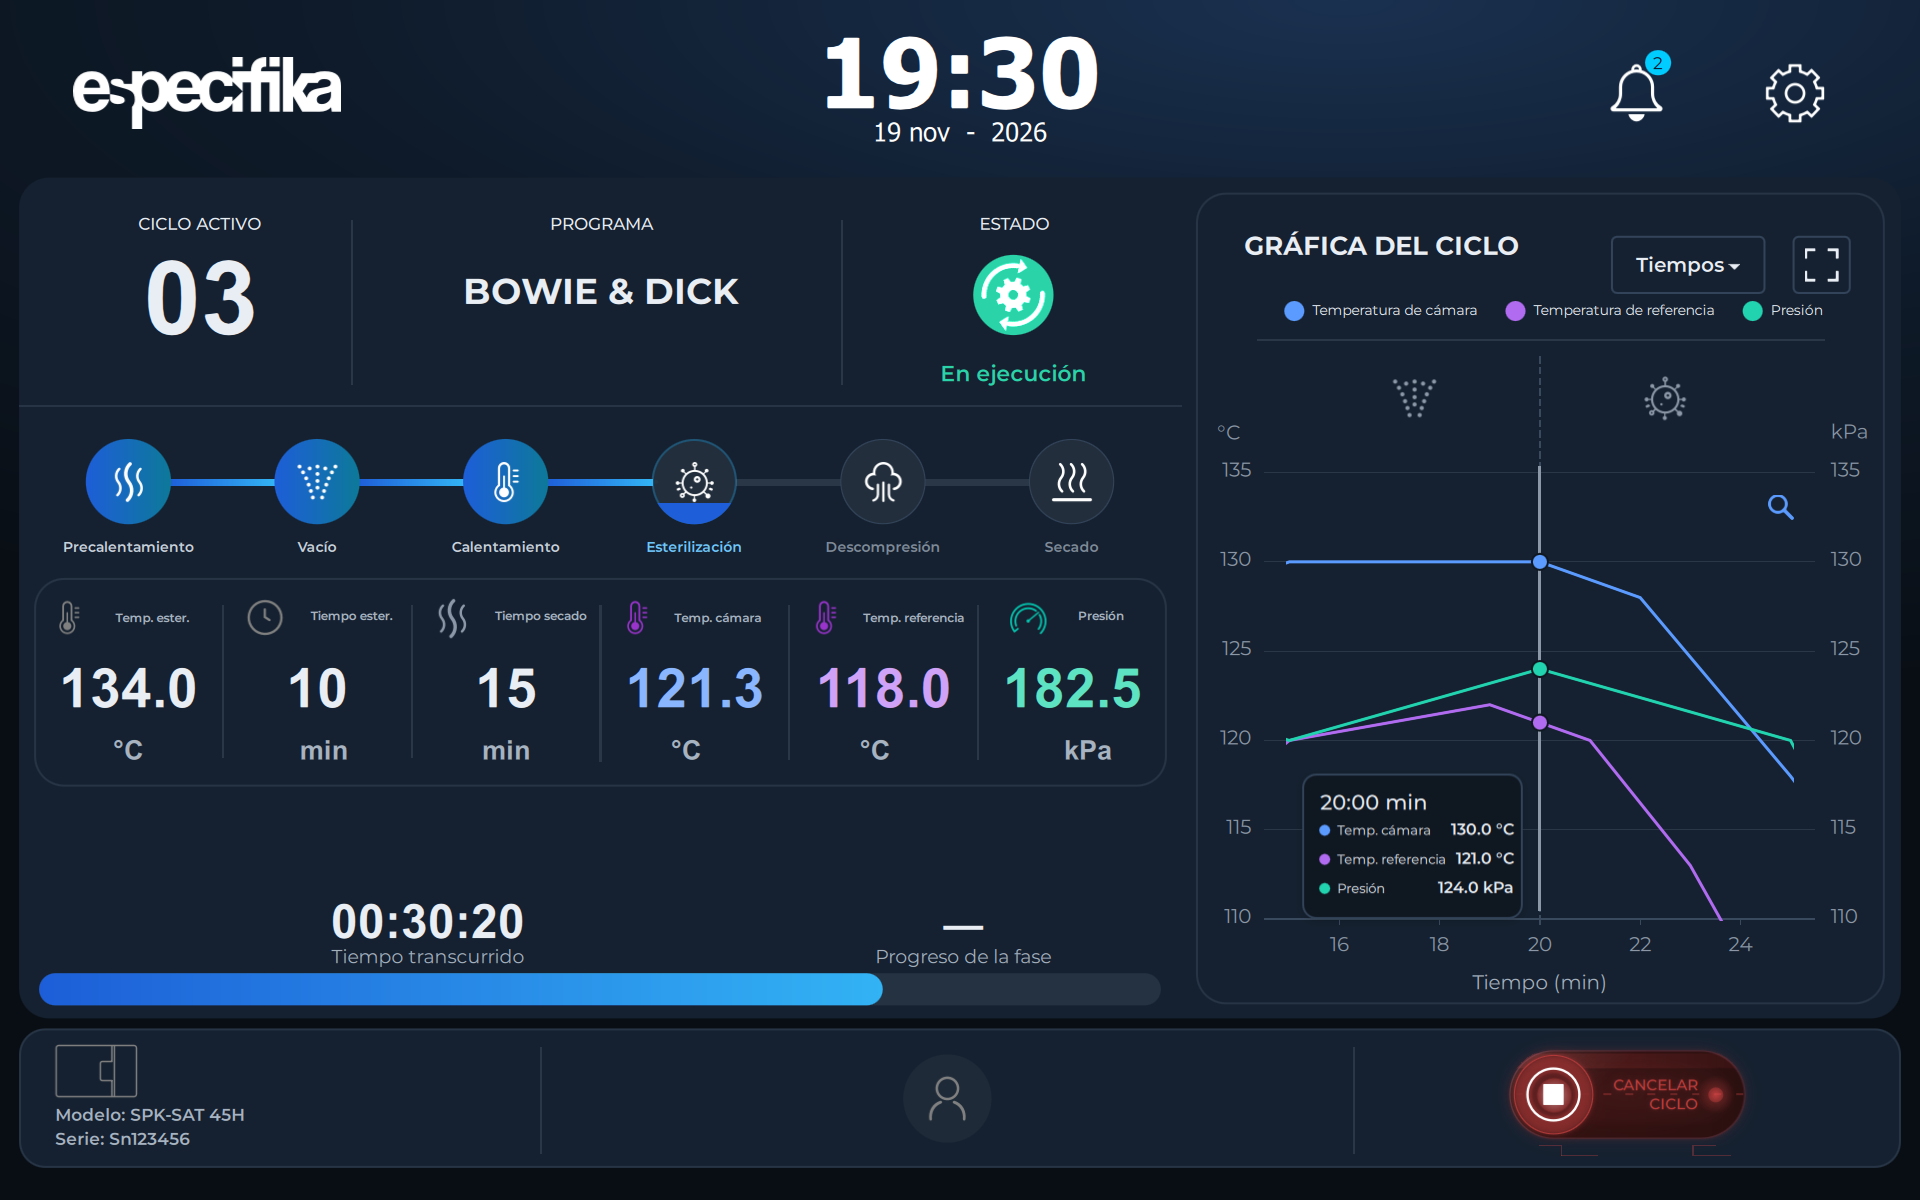 especifika
19:30
19 nov - 2026
2
CICLO ACTIVO
03
PROGRAMA
BOWIE & DICK
ESTADO
En ejecución
Precalentamiento
Vacío
Calentamiento
Esterilización
Descompresión
Secado
Temp. ester.
134.0
°C
Tiempo ester.
10
min
Tiempo secado
15
min
Temp. cámara
121.3
°C
Temp. referencia
118.0
°C
Presión
182.5
kPa
00:30:20
Tiempo transcurrido
—
Progreso de la fase
GRÁFICA DEL CICLO
Tiempos
Temperatura de cámara
Temperatura de referencia
Presión
°C
kPa
135
135
130
130
125
125
120
120
115
115
110
110
20:00 min
Temp. cámara 130.0 °C
Temp. referencia 121.0 °C
Presión 124.0 kPa
16
18
20
22
24
Tiempo (min)
Modelo: SPK-SAT 45H
Serie: Sn123456
CANCELAR
CICLO